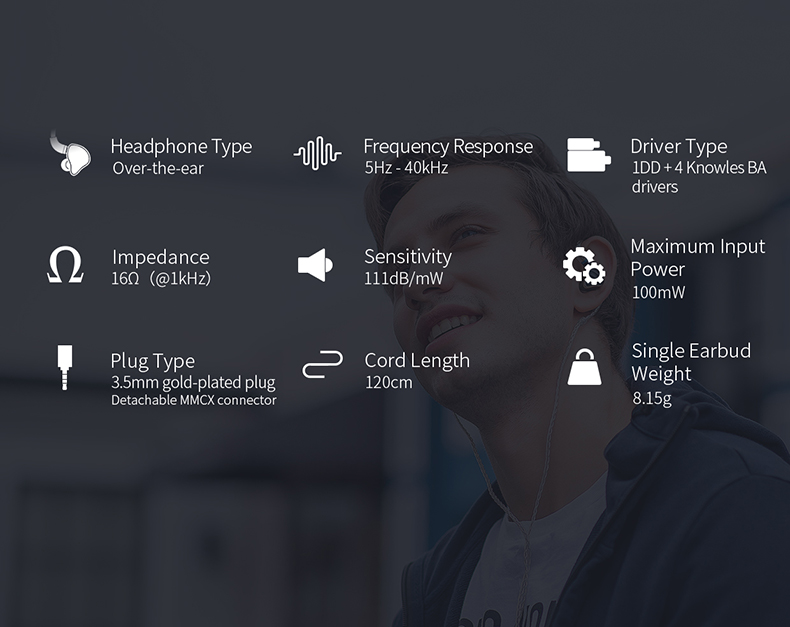 Headphone Type
Over-the-ear
Frequency Response
5Hz - 40kHz
Driver Type
1DD + 4 Knowles BA
drivers
Impedance
16Ω（@1kHz）
Sensitivity
111dB/mW
Maximum Input
Power
100mW
Plug Type
3.5mm gold-plated plug
Detachable MMCX connector
Cord Length
120cm
Single Earbud
Weight
8.15g